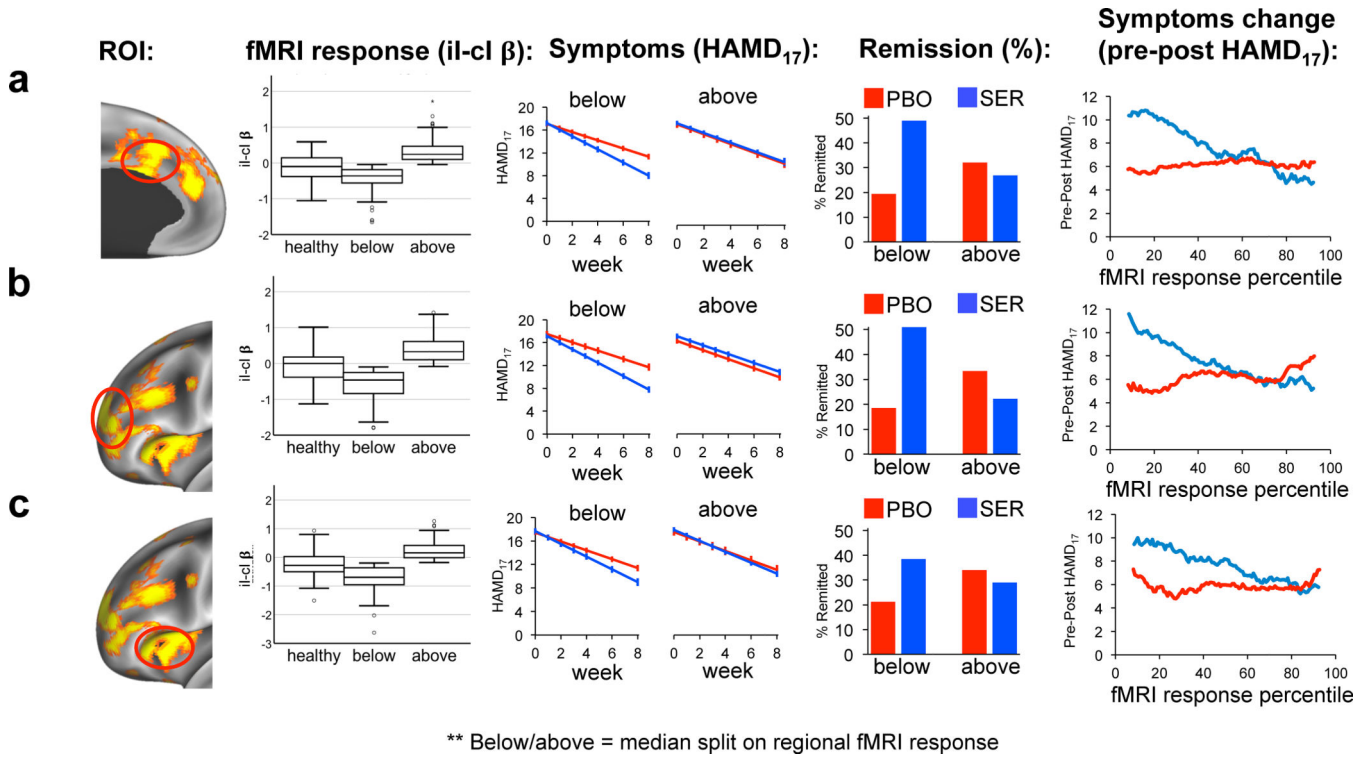 ROI:
fMRI response (il-cl β):
Symptoms (HAMD17):
Remission (%):
Symptoms change
(pre-post HAMD17):
a
il-cl β
2
1
0
-1
-2
healthy below above
HAMD17
20
16
12
8
4
0
below
above
0 2 4 6 8
0 2 4 6 8
week
week
PBO
SER
% Remitted
50
40
30
20
10
0
below above
Pre-Post HAMD17
12
10
8
6
4
2
0
0 20 40 60 80 100
fMRI response percentile
b
il-cl β
2
1
0
-1
-2
healthy below above
HAMD17
20
16
12
8
4
0
below
above
0 2 4 6 8
0 2 4 6 8
week
week
PBO
SER
% Remitted
50
40
30
20
10
0
below above
Pre-Post HAMD17
12
10
8
6
4
2
0
0 20 40 60 80 100
fMRI response percentile
c
il-cl β
2
1
0
-1
-2
-3
healthy below above
HAMD17
20
16
12
8
4
0
below
above
0 2 4 6 8
0 2 4 6 8
week
week
PBO
SER
% Remitted
50
40
30
20
10
0
below above
Pre-Post HAMD17
12
10
8
6
4
2
0
0 20 40 60 80 100
fMRI response percentile
** Below/above = median split on regional fMRI response